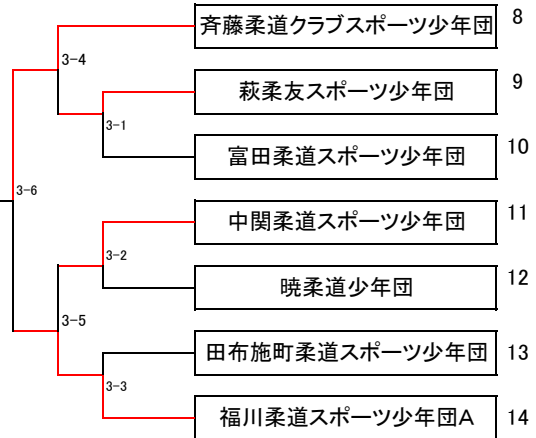 斉藤柔道クラブスポーツ少年団 8
3-4
萩柔友スポーツ少年団 9
3-1
富田柔道スポーツ少年団 10
3-6
中関柔道スポーツ少年団 11
3-2
暁柔道少年団 12
3-5
田布施町柔道スポーツ少年団 13
3-3
福川柔道スポーツ少年団A 14